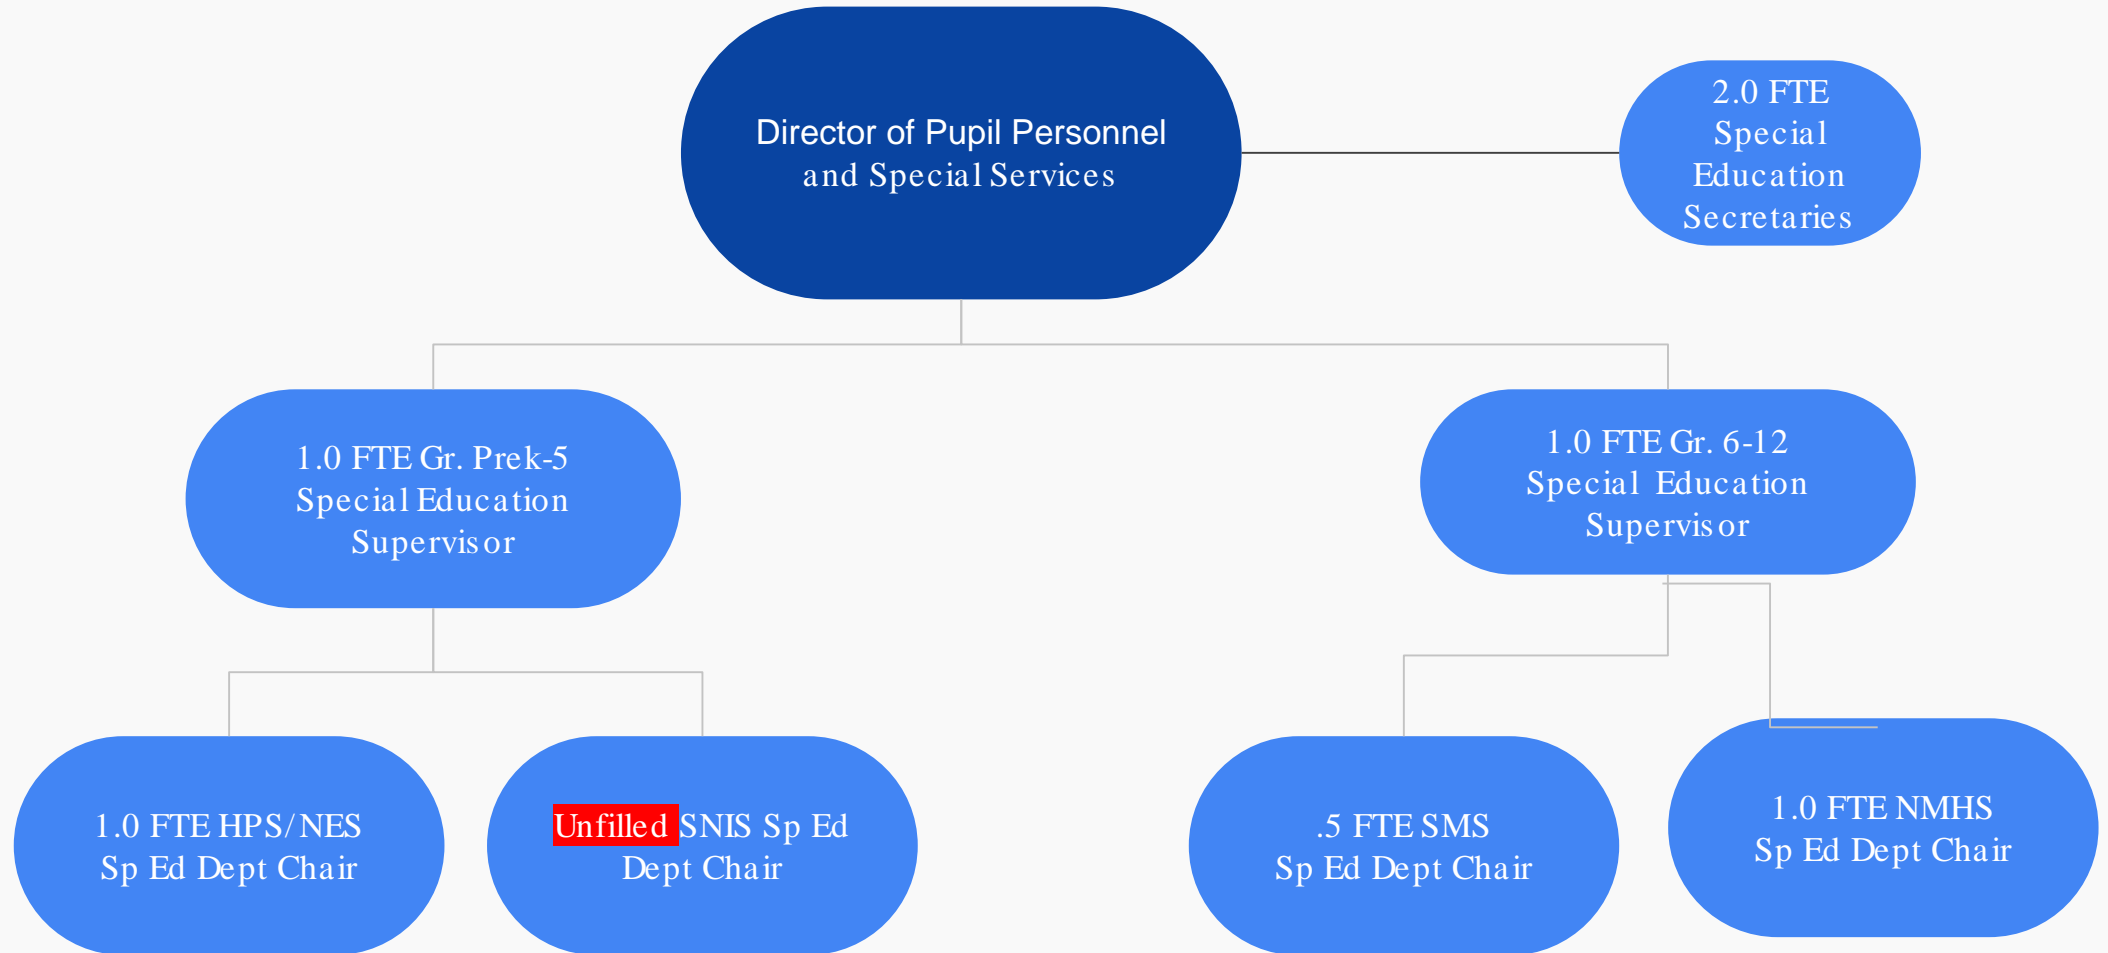 Director of Pupil Personnel
and Special Services
2.0 FTE
Special
Education
Secretaries
1.0 FTE Gr. Prek-5
Special Education
Supervisor
1.0 FTE Gr. 6-12
Special Education
Supervisor
1.0 FTE HPS/NES
Sp Ed Dept Chair
Unfilled SNIS Sp Ed
Dept Chair
.5 FTE SMS
Sp Ed Dept Chair
1.0 FTE NMHS
Sp Ed Dept Chair